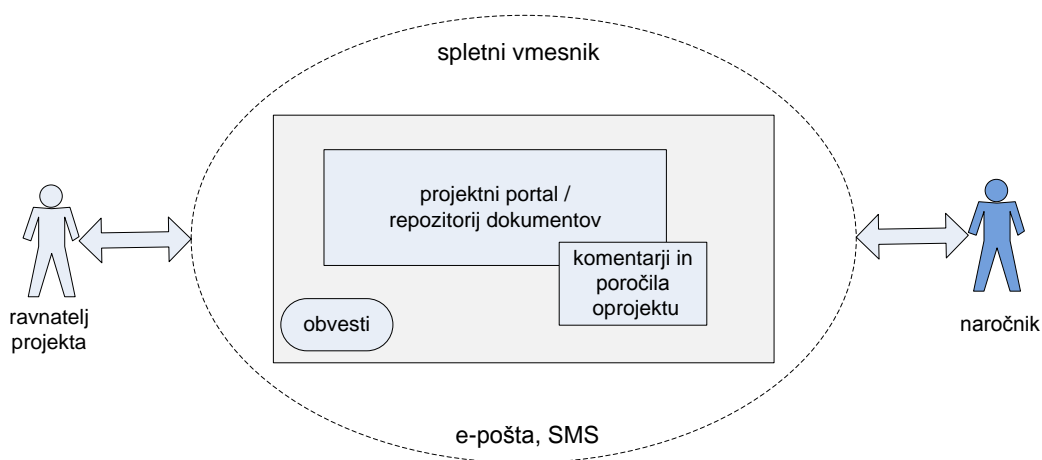 spletni vmesnik
projektni portal /
repozitorij dokumentov
komentarji in
poročila
oprojektu
obvesti
ravnatelj
projekta
naročnik
e-pošta, SMS